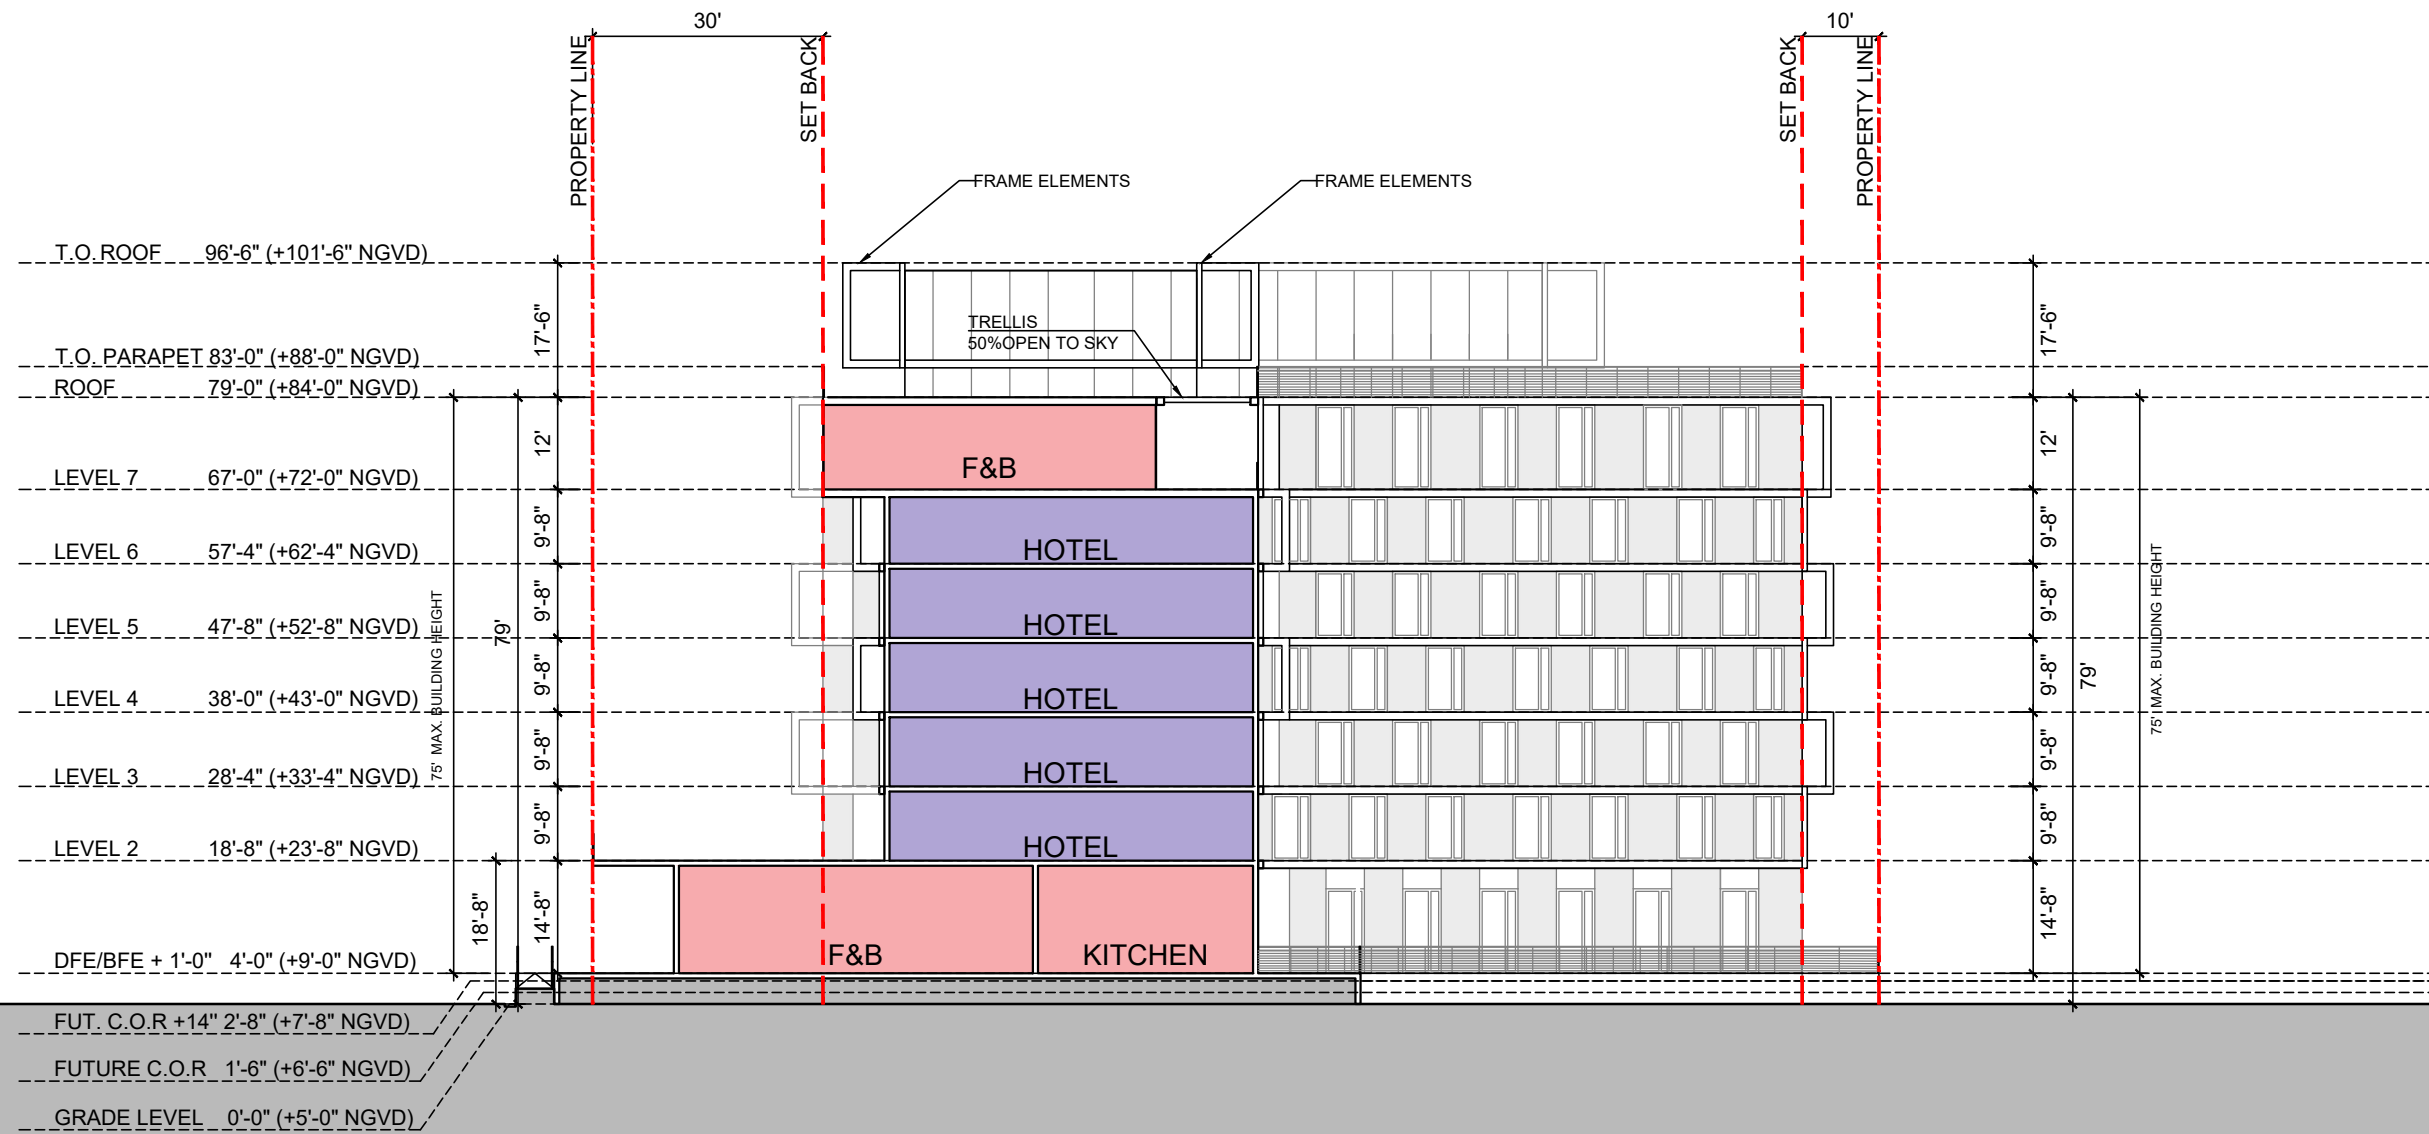 30'
10'
PROPERTY LINE
SET BACK
SET BACK
PROPERTY LINE
FRAME ELEMENTS
FRAME ELEMENTS
T.O. ROOF 96'-6" (+101'-6" NGVD)
17'-6"
17'-6"
TRELLIS
50%OPEN TO SKY
T.O. PARAPET 83'-0" (+88'-0" NGVD)
ROOF 79'-0" (+84'-0" NGVD)
12'
F&B
12'
LEVEL 7 67'-0" (+72'-0" NGVD)
9'-8"
HOTEL
9'-8"
LEVEL 6 57'-4" (+62'-4" NGVD)
9'-8"
HOTEL
9'-8"
LEVEL 5 47'-8" (+52'-8" NGVD)
75' MAX. BUILDING HEIGHT
79'
9'-8"
HOTEL
9'-8"
79'
75' MAX. BUILDING HEIGHT
LEVEL 4 38'-0" (+43'-0" NGVD)
9'-8"
HOTEL
9'-8"
LEVEL 3 28'-4" (+33'-4" NGVD)
9'-8"
HOTEL
9'-8"
LEVEL 2 18'-8" (+23'-8" NGVD)
18'-8"
14'-8"
F&B
KITCHEN
14'-8"
DFE/BFE + 1'-0" 4'-0" (+9'-0" NGVD)
FUT. C.O.R +14" 2'-8" (+7'-8" NGVD)
FUTURE C.O.R 1'-6" (+6'-6" NGVD)
GRADE LEVEL 0'-0" (+5'-0" NGVD)